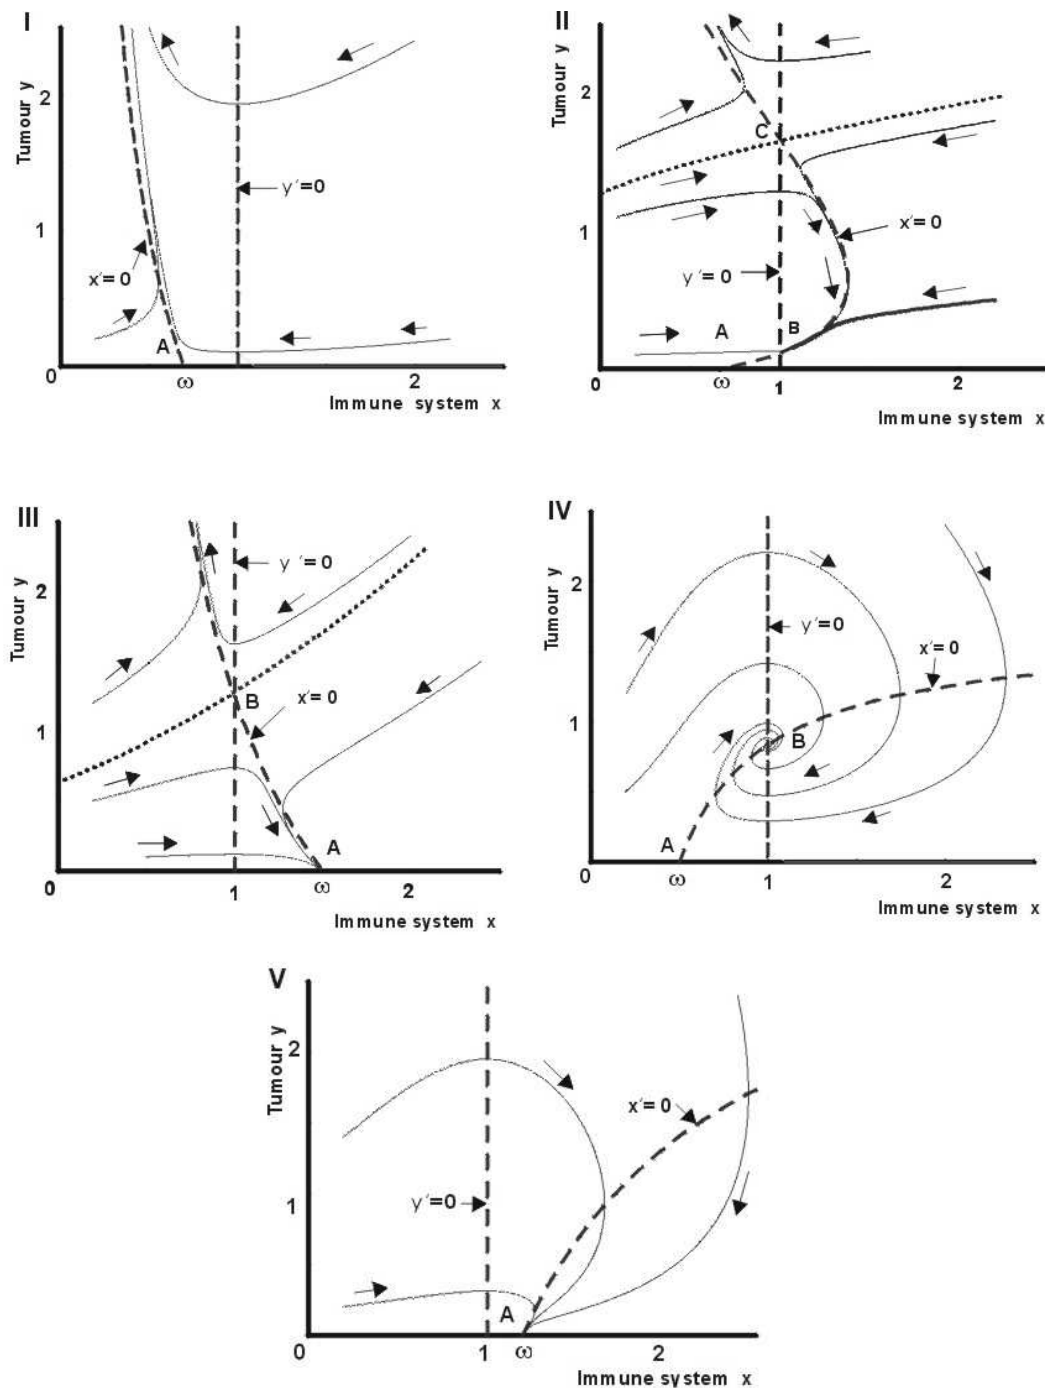 I
Tumour y
2
1
0
y′=0
x′=0
A
ω
2
Immune system x
II
Tumour y
2
1
0
C
x′=0
y′=0
A
B
ω
1
2
Immune system x
III
Tumour y
2
1
0
y′=0
B
x′=0
A
1
ω
2
Immune system x
IV
Tumour y
2
1
0
y′=0
x′=0
B
A
ω
1
2
Immune system x
V
Tumour y
2
1
0
x′=0
y′=0
A
1
ω
2
Immune system x